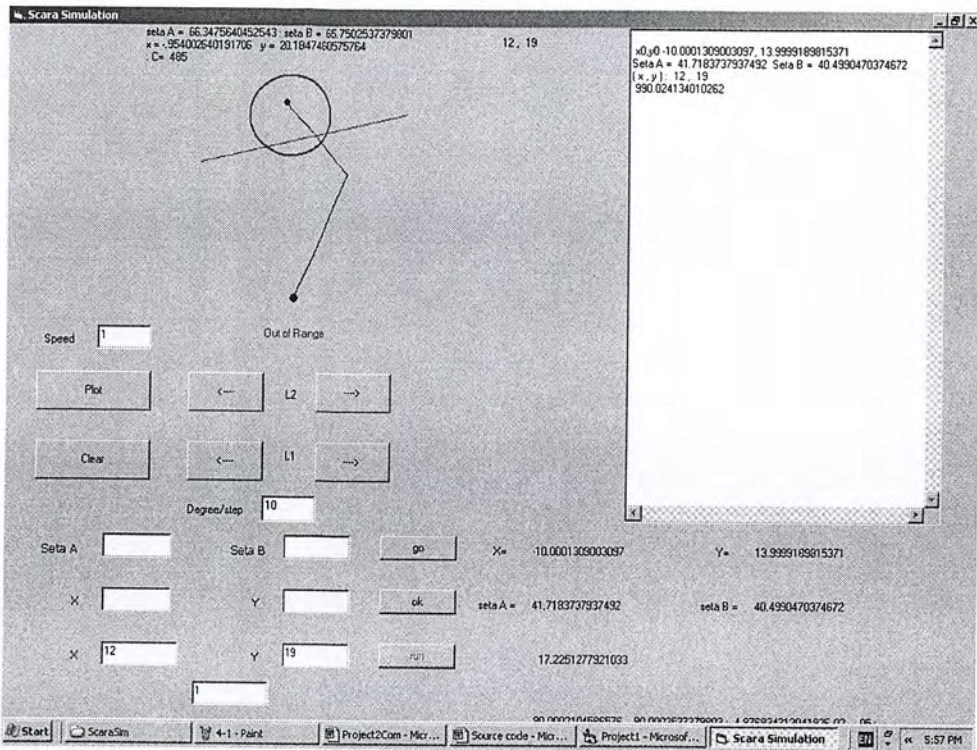 Scara Simulation
seta A = 66.3475640452543 : seta B = 65.7502537379801
x = -.954002640191706 y = 20.1847460575764
: C= 485
12 , 19
x0,y0 -10.0001309003097, 13.9999189815371
Seta A = 41.7183737937492 Seta B = 40.4990470374672
( x , y ) : 12 , 19
990.024134010262
Out of Range
Speed 1
Plot <--- L2 --->
Clear <--- L1 --->
Degree/step 10
Seta A Seta B go X= -10.0001309003097 Y= 13.9999189815371
X Y ok seta A = 41.7183737937492 seta B = 40.4990470374672
X 12 Y 19 run 17.2251277921033
1
Start ScaraSim 4-1 - Paint Project2Com - Micr... Source code - Mic... Project1 - Microsof... Scara Simulation EN « 5:57 PM